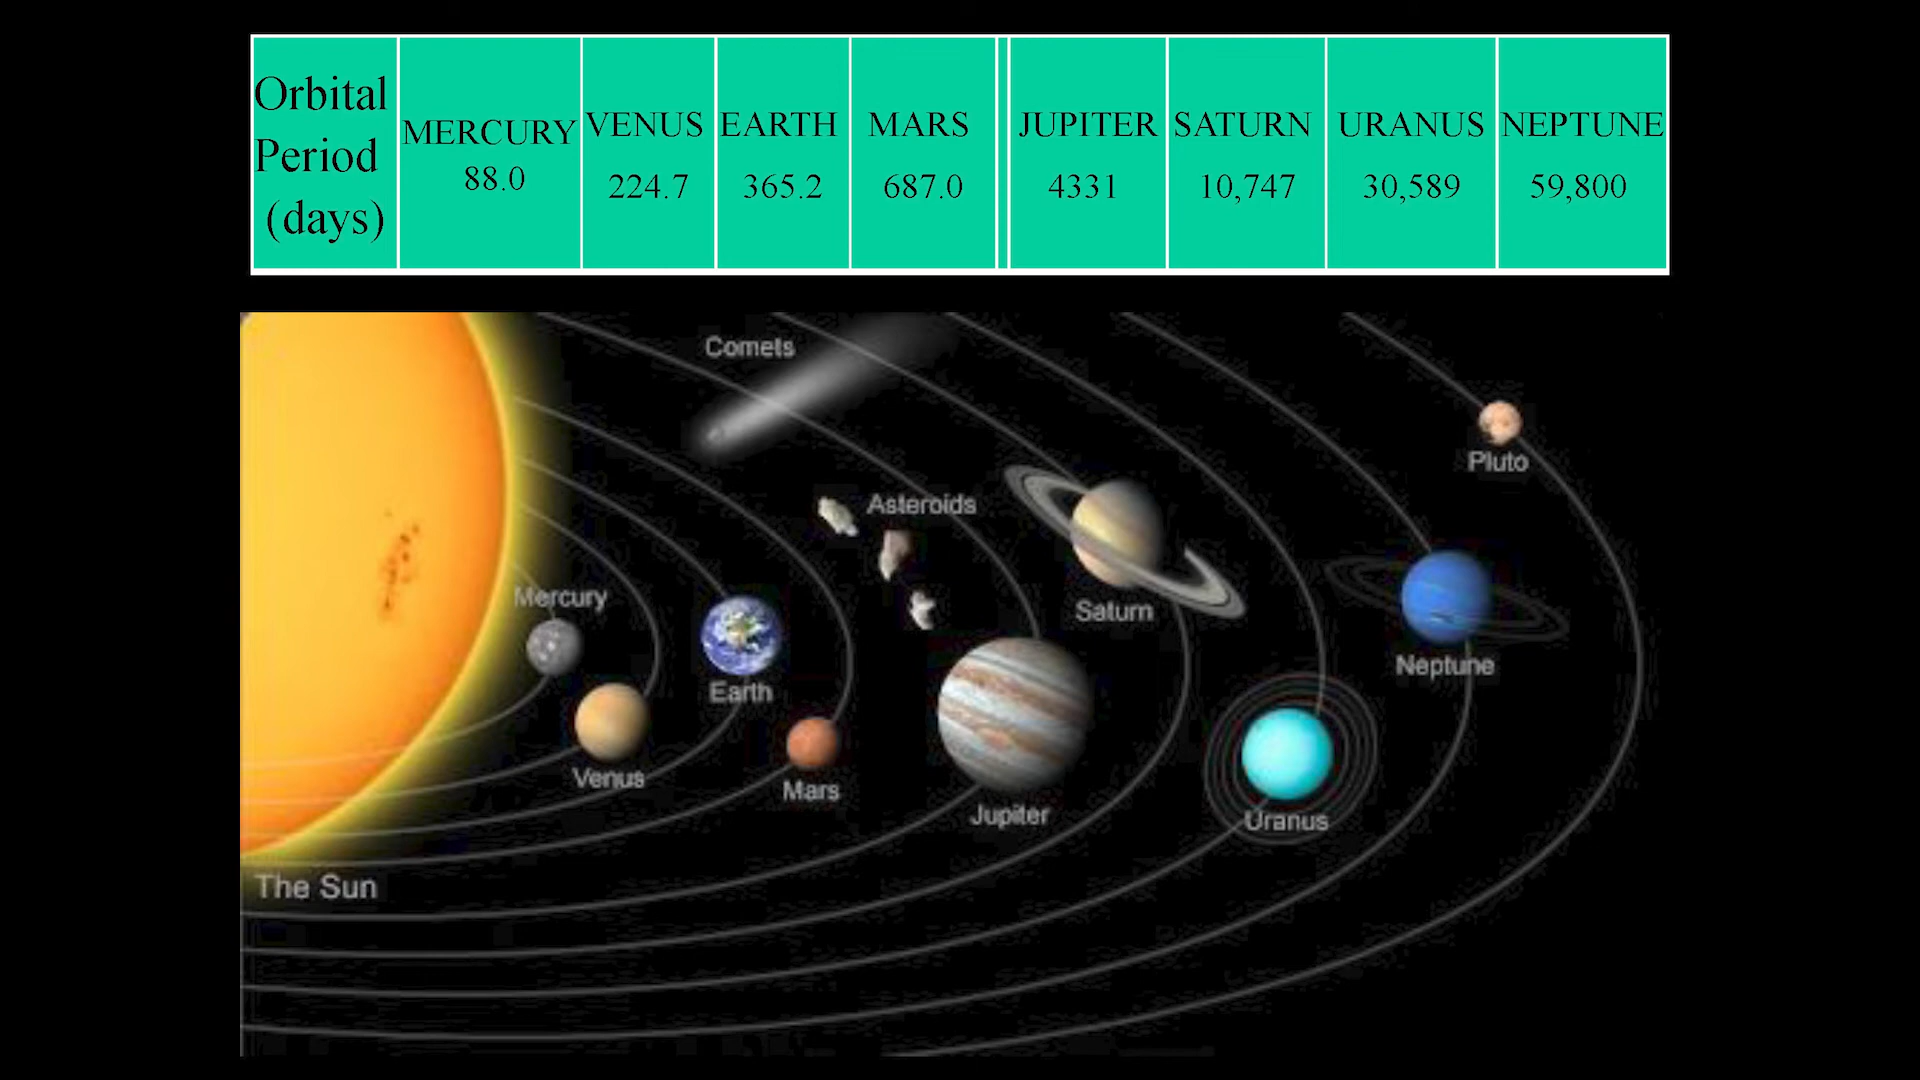 Orbital
Period
(days)
MERCURY
88.0
VENUS
224.7
EARTH
365.2
MARS
687.0
JUPITER
4331
SATURN
10,747
URANUS
30,589
NEPTUNE
59,800
Comets
Pluto
Asteroids
Mercury
Saturn
Neptune
Earth
Venus
Mars
Jupiter
Uranus
The Sun